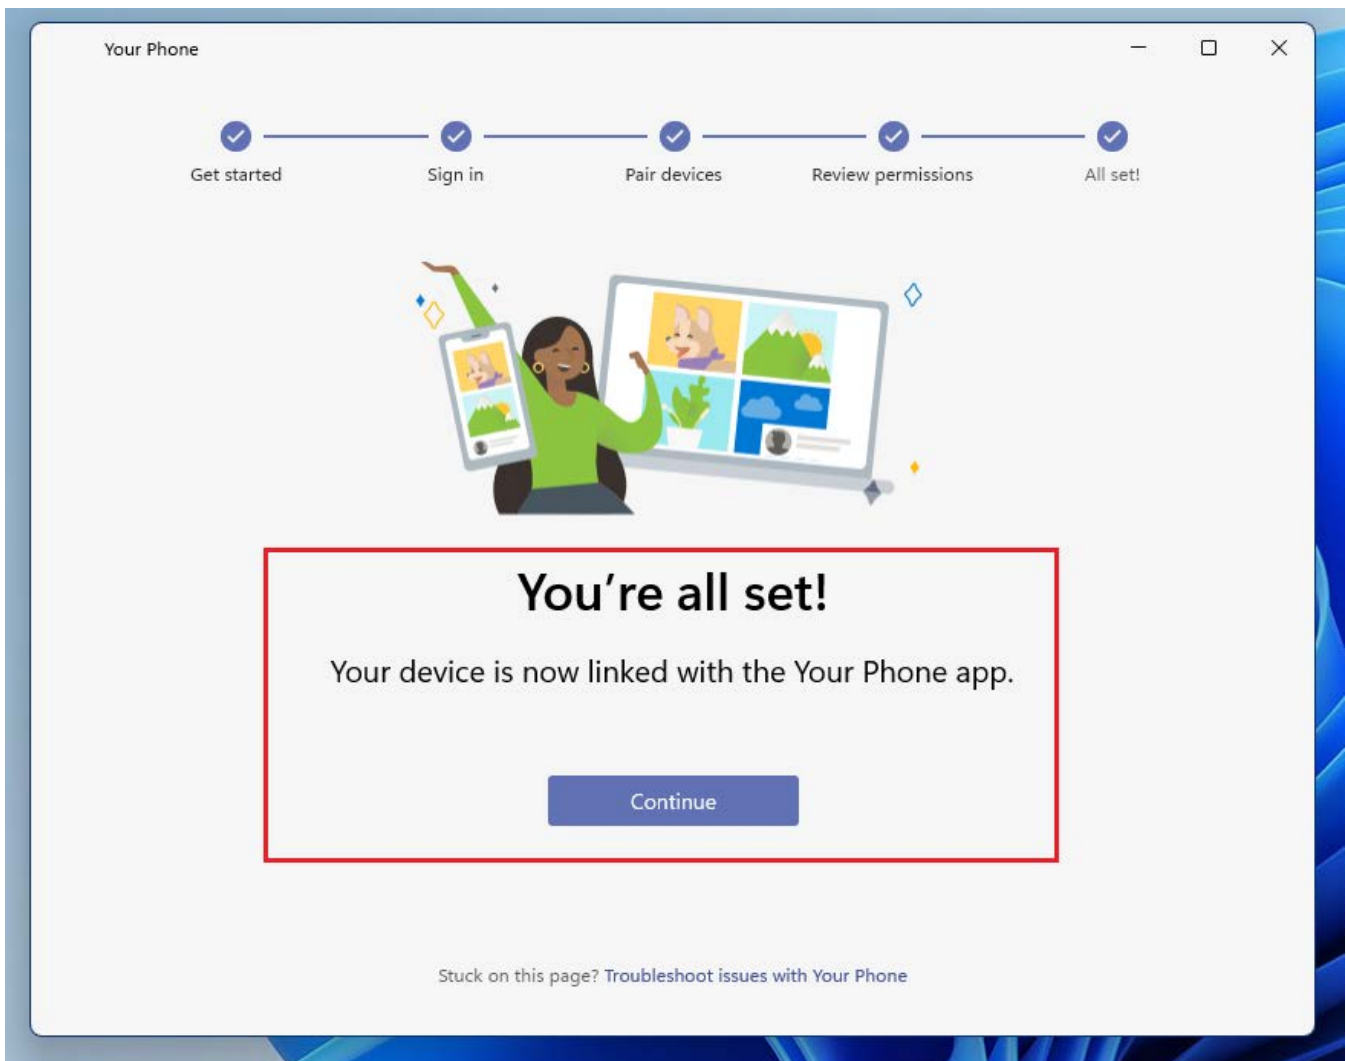 Your Phone
Get started
Sign in
Pair devices
Review permissions
All set!
You’re all set!
Your device is now linked with the Your Phone app.
Continue
Stuck on this page? Troubleshoot issues with Your Phone